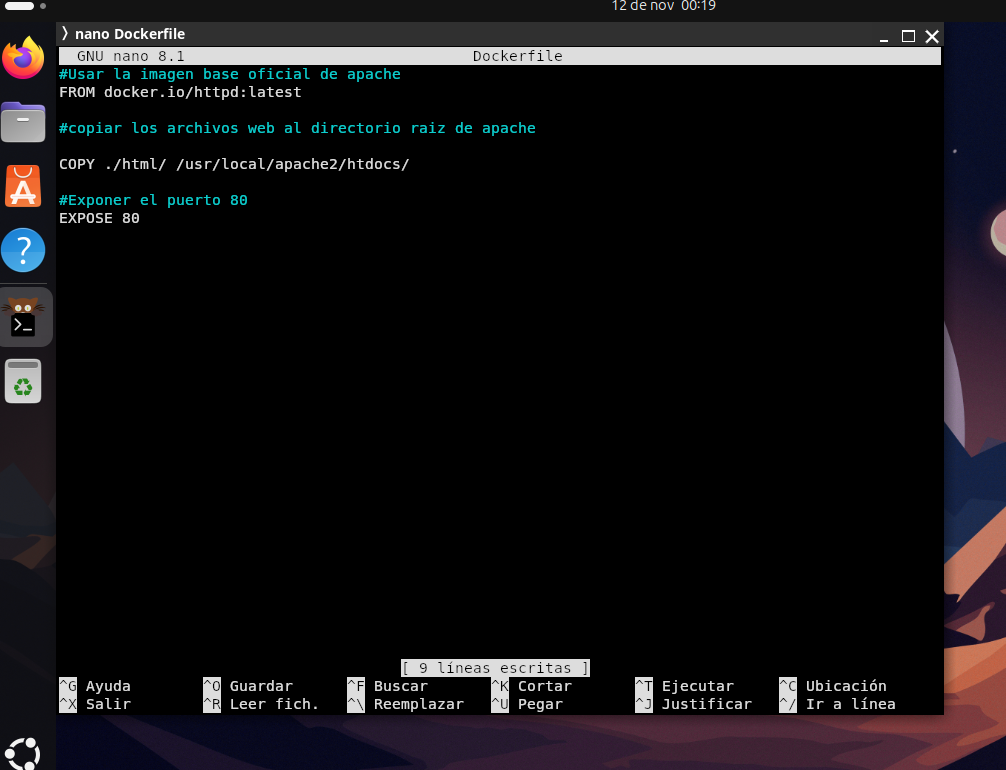 12 de nov 00:19
⟩ nano Dockerfile
GNU nano 8.1 Dockerfile
#Usar la imagen base oficial de apache
FROM docker.io/httpd:latest
#copiar los archivos web al directorio raiz de apache
COPY ./html/ /usr/local/apache2/htdocs/
#Exponer el puerto 80
EXPOSE 80
[ 9 líneas escritas ]
^G Ayuda ^O Guardar ^F Buscar ^K Cortar ^T Ejecutar ^C Ubicación
^X Salir ^R Leer fich. ^\ Reemplazar ^U Pegar ^J Justificar ^/ Ir a línea